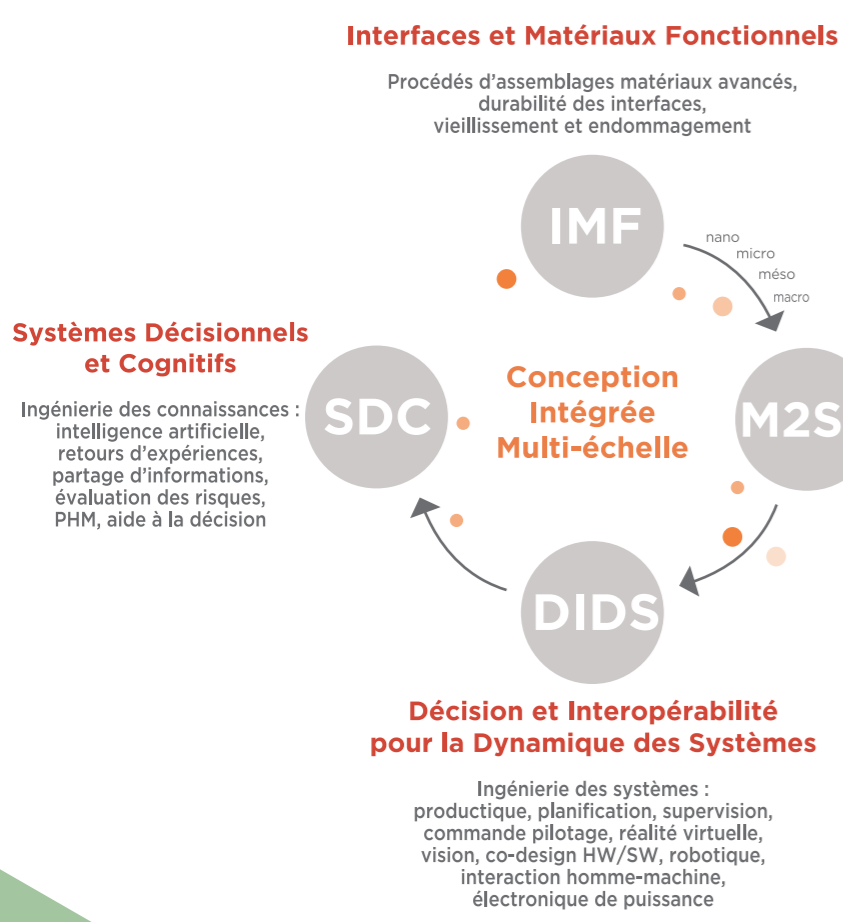 Interfaces et Matériaux Fonctionnels
Procédés d’assemblages matériaux avancés,
durabilité des interfaces,
vieillissement et endommagement
IMF
nano
micro
méso
macro
Systèmes Décisionnels
et Cognitifs
Ingénierie des connaissances :
intelligence artificielle,
retours d’expériences,
partage d’informations,
évaluation des risques,
PHM, aide à la décision
SDC
Conception
Intégrée
Multi-échelle
M2S
DIDS
Décision et Interopérabilité
pour la Dynamique des Systèmes
Ingénierie des systèmes :
productique, planification, supervision,
commande pilotage, réalité virtuelle,
vision, co-design HW/SW, robotique,
interaction homme-machine,
électronique de puissance